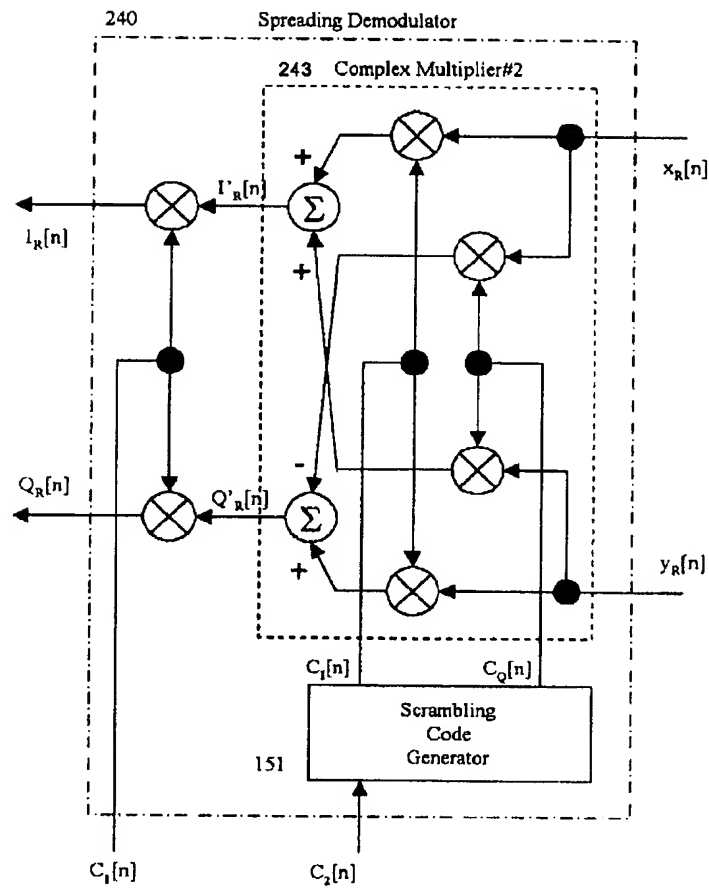 240 Spreading Demodulator
243 Complex Multiplier#2
+
x_R[n]
I'_R[n]
Σ
I_R[n]
+
-
Q_R[n]
Q'_R[n]
Σ
+
y_R[n]
C_I[n]
C_Q[n]
Scrambling
Code
Generator
151
C_1[n]
C_2[n]